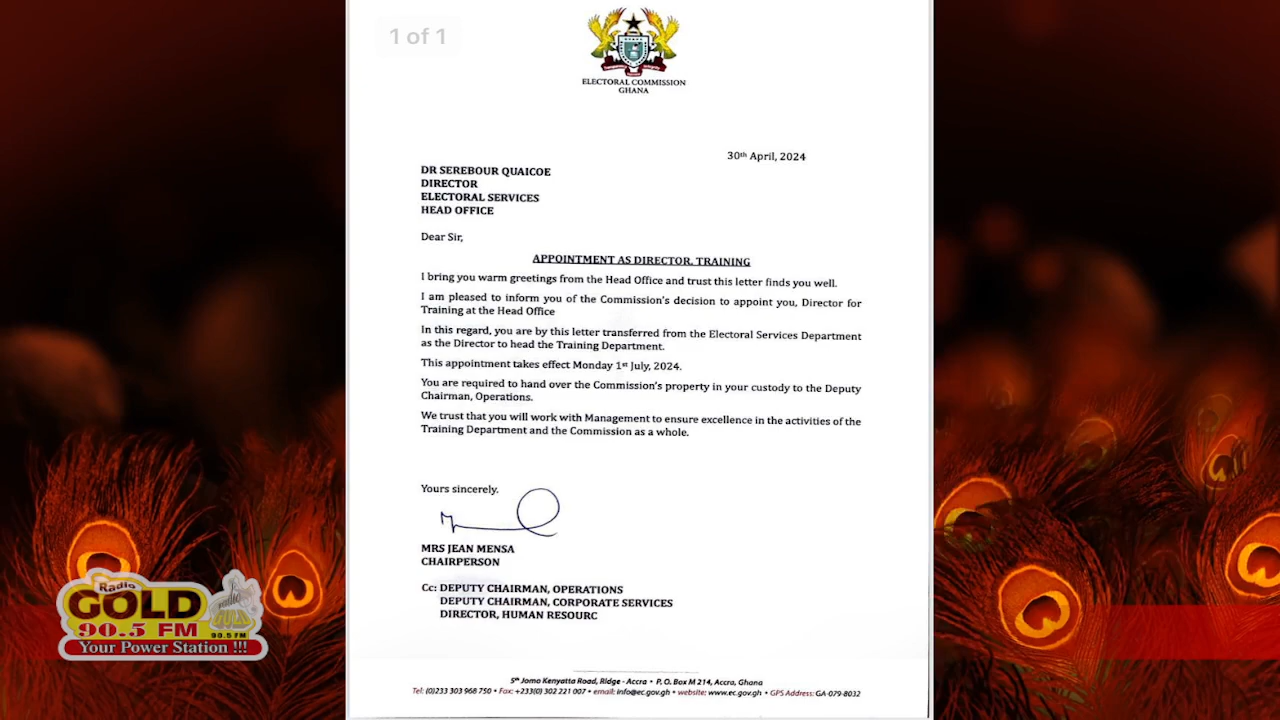 1 of 1
ELECTORAL COMMISSION
GHANA
30th April, 2024
DR SEREBOUR QUAICOE
DIRECTOR
ELECTORAL SERVICES
HEAD OFFICE
Dear Sir,
APPOINTMENT AS DIRECTOR. TRAINING
I bring you warm greetings from the Head Office and trust this letter finds you well.
I am pleased to inform you of the Commission's decision to appoint you, Director for
Training at the Head Office
In this regard, you are by this letter transferred from the Electoral Services Department
as the Director to head the Training Department.
This appointment takes effect Monday 1st July, 2024.
You are required to hand over the Commission's property in your custody to the Deputy
Chairman, Operations.
We trust that you will work with Management to ensure excellence in the activities of the
Training Department and the Commission as a whole.
Yours sincerely.
MRS JEAN MENSA
CHAIRPERSON
Cc: DEPUTY CHAIRMAN, OPERATIONS
DEPUTY CHAIRMAN, CORPORATE SERVICES
DIRECTOR, HUMAN RESOURC
5th Jomo Kenyatta Road, Ridge - Accra • P. O. Box M 214, Accra, Ghana
Tel: (0)233 303 968 750 • Fax: +233(0) 302 221 007 • email: info@ec.gov.gh • website: www.ec.gov.gh • GPS Address: GA-079-8032
Radio
GOLD
90.5 FM
90.5 FM
Your Power Station !!!